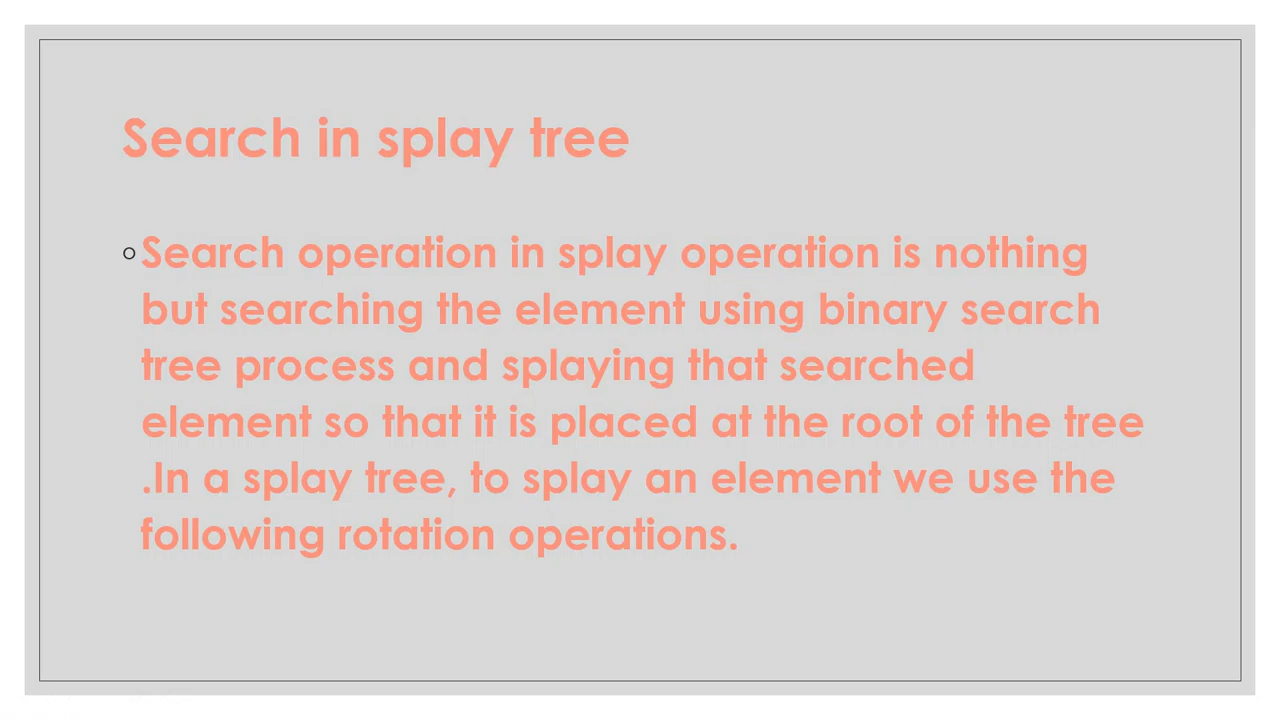 Search in splay tree
◦Search operation in splay operation is nothing
but searching the element using binary search
tree process and splaying that searched
element so that it is placed at the root of the tree
.In a splay tree, to splay an element we use the
following rotation operations.